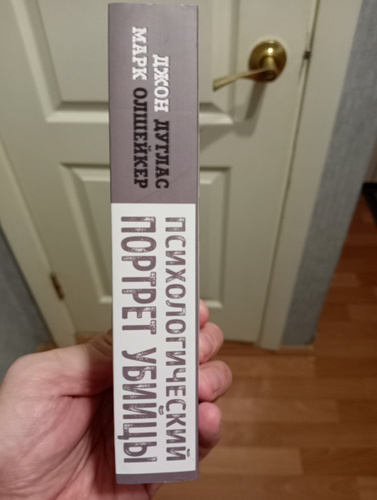 ДЖОН ДУГЛАС
МАРК ОЛШЕЙКЕР
ПСИХОЛОГИЧЕСКИЙ
ПОРТРЕТ УБИЙЦЫ